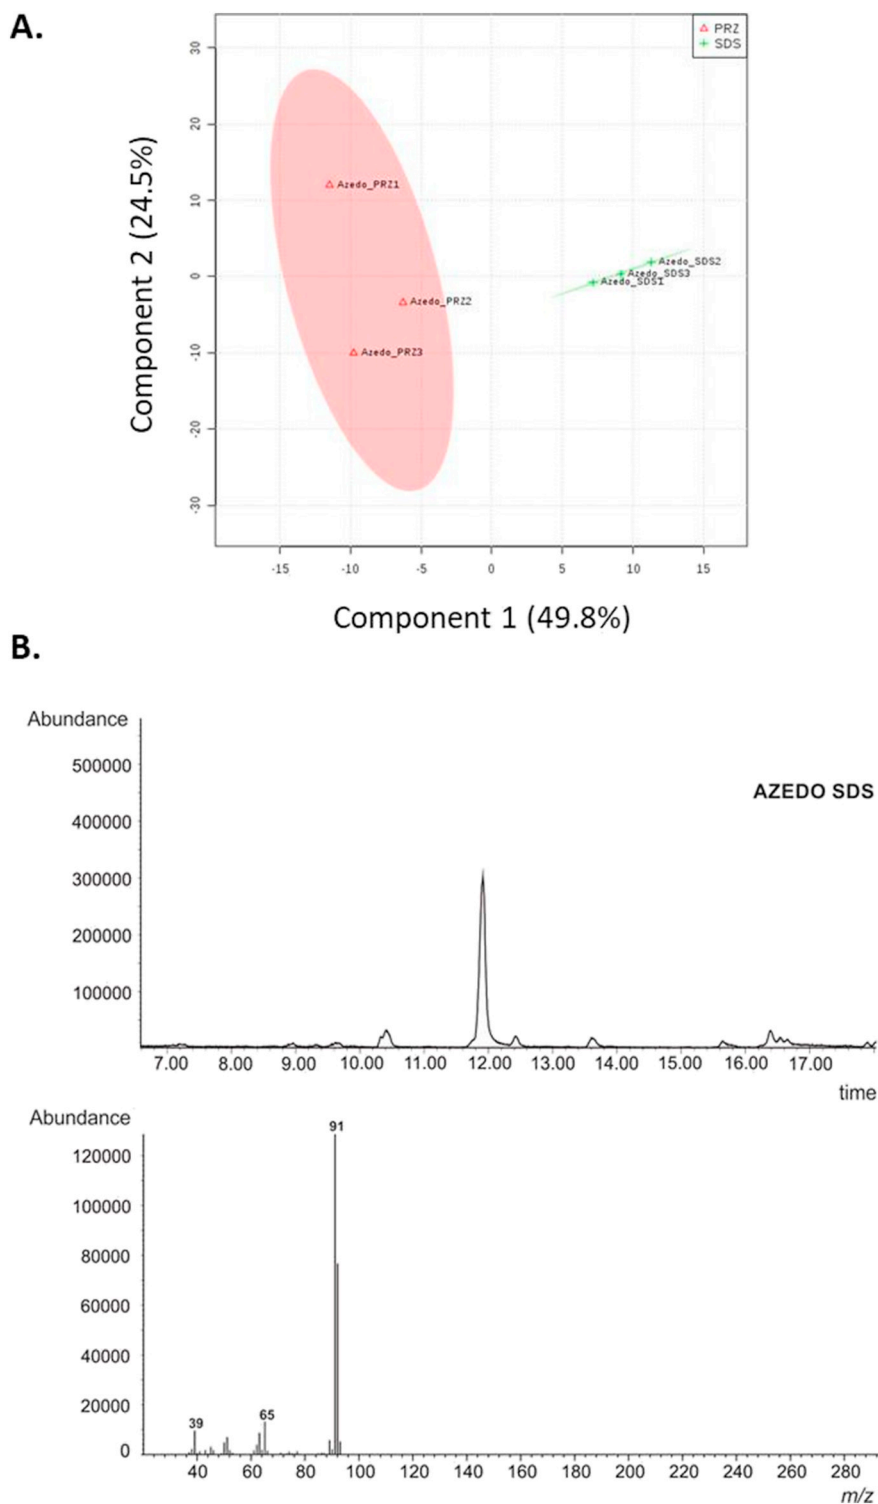 A.
PRZ
SDS
30
20
10
0
-10
-20
-30
Component 2 (24.5%)
Azedo_PRZ1
Azedo_PRZ2
Azedo_PRZ3
Azedo_SDS2
Azedo_SDS3
Azedo_SDS1
-15 -10 -5 0 5 10 15
Component 1 (49.8%)
B.
Abundance
AZEDO SDS
500000
400000
300000
200000
100000
7.00 8.00 9.00 10.00 11.00 12.00 13.00 14.00 15.00 16.00 17.00
time
Abundance
91
120000
100000
80000
60000
40000
20000
0
39
65
40 60 80 100 120 140 160 180 200 220 240 260 280
m/z